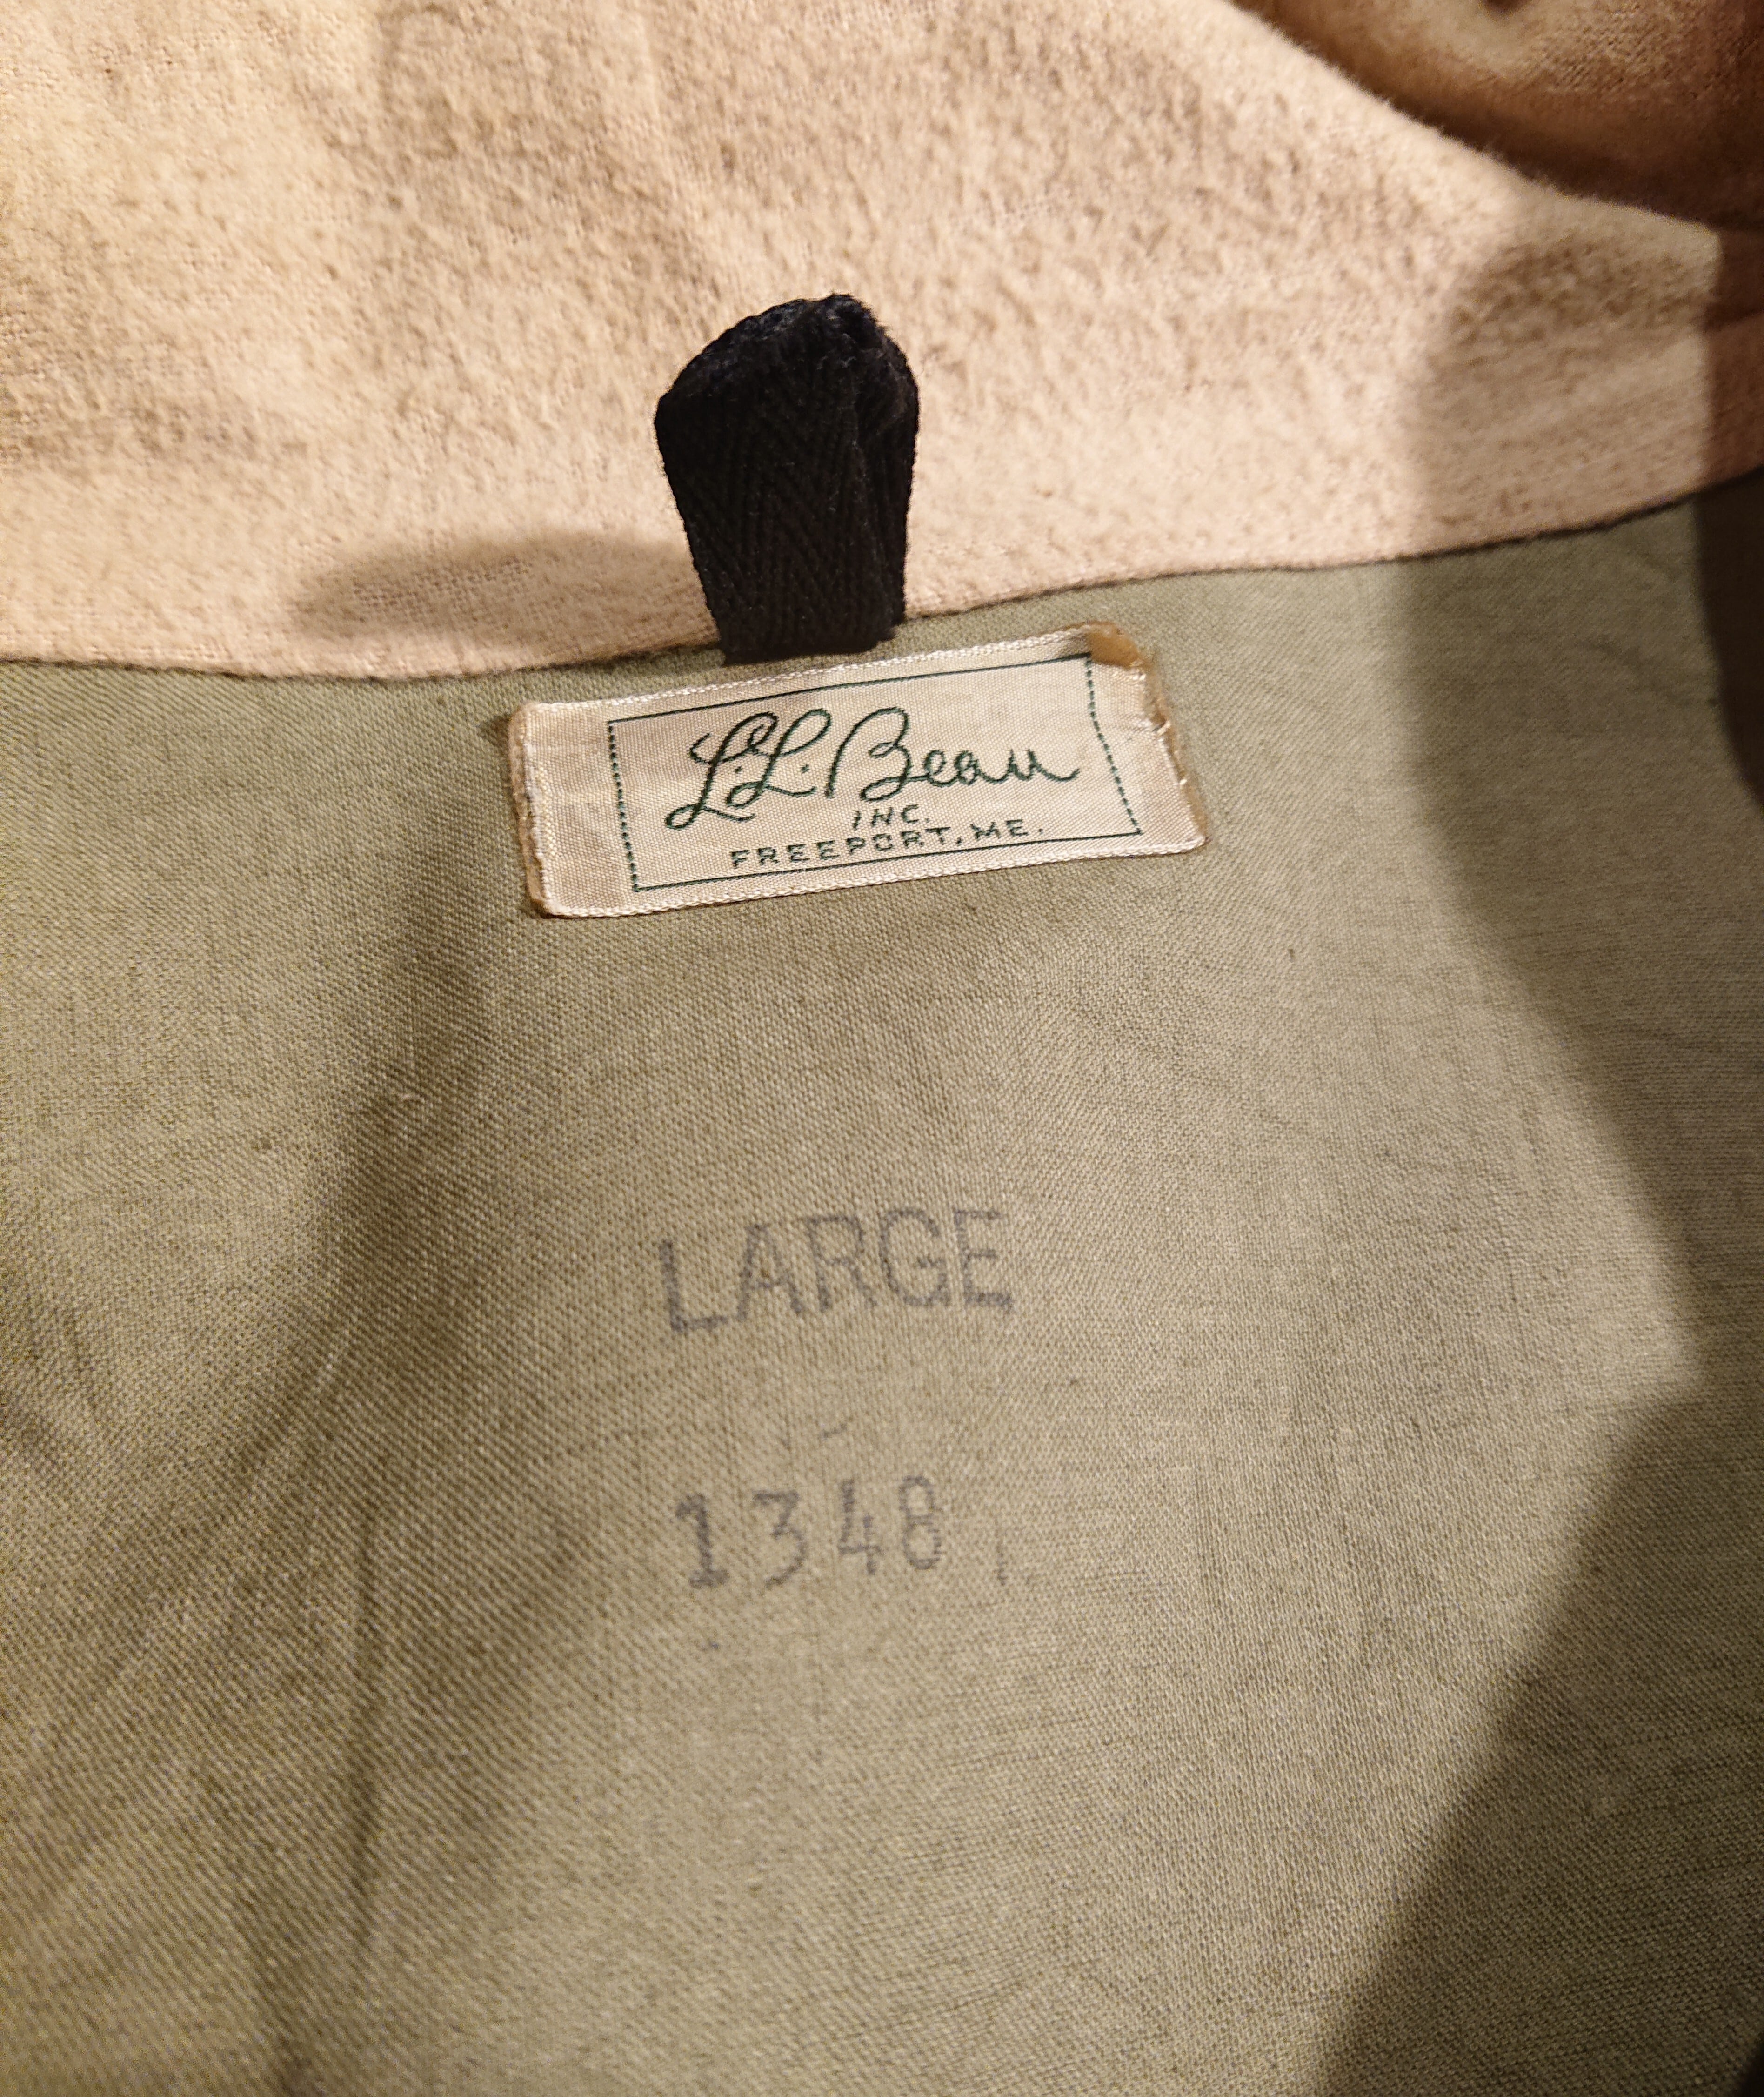 L.L. Bean
INC.
FREEPORT, ME.
LARGE
1348